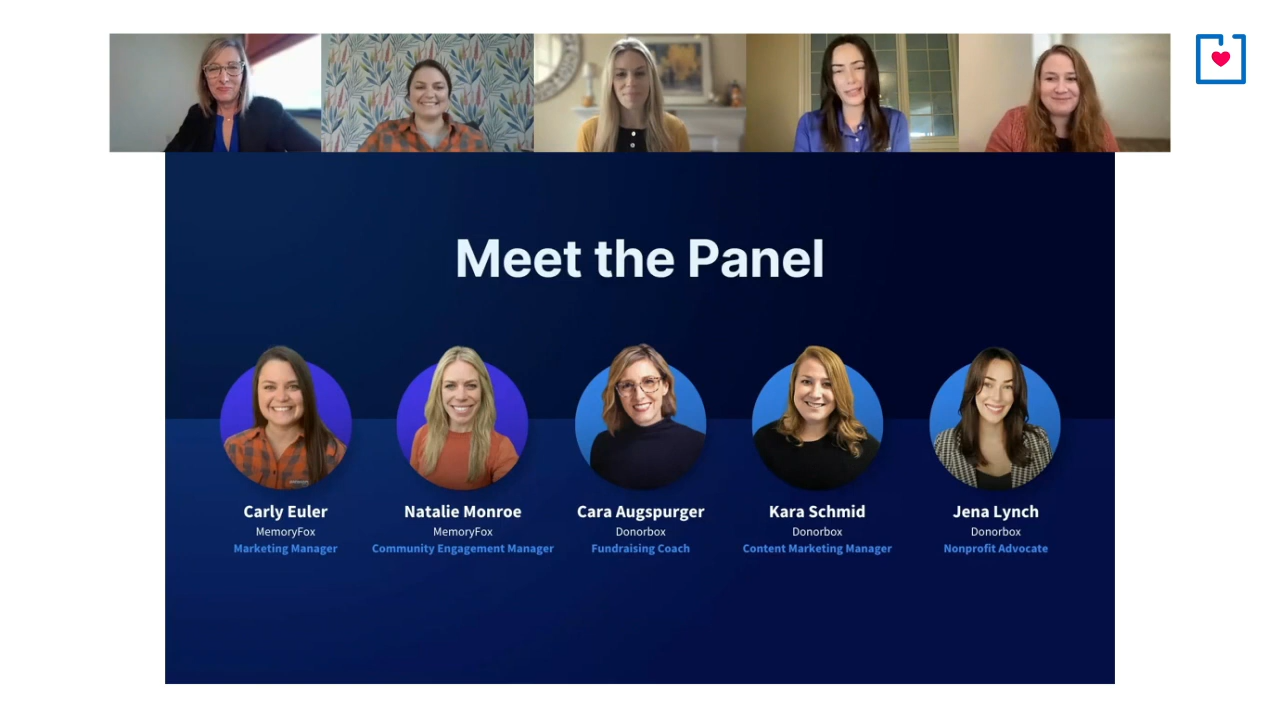 Meet the Panel
Carly Euler
MemoryFox
Marketing Manager
Natalie Monroe
MemoryFox
Community Engagement Manager
Cara Augspurger
Donorbox
Fundraising Coach
Kara Schmid
Donorbox
Content Marketing Manager
Jena Lynch
Donorbox
Nonprofit Advocate